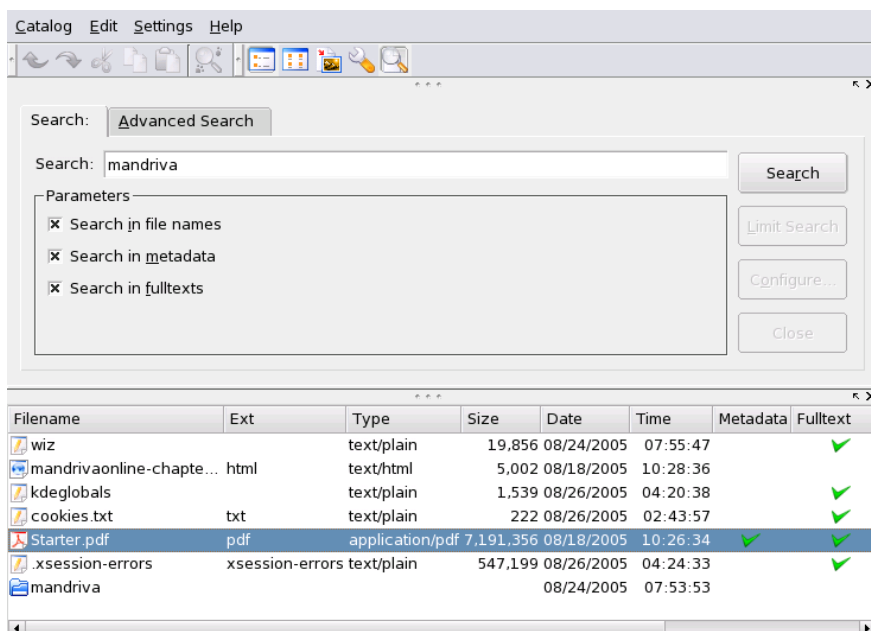 Catalog Edit Settings Help
Search: Advanced Search
Search: mandriva
Search
Parameters
Search in file names
Limit Search
Search in metadata
Configure...
Search in fulltexts
Close
Filename Ext Type Size Date Time Metadata Fulltext
wiz text/plain 19,856 08/24/2005 07:55:47
mandrivaonline-chapte... html text/html 5,002 08/18/2005 10:28:36
kdeglobals text/plain 1,539 08/26/2005 04:20:38
cookies.txt txt text/plain 222 08/26/2005 02:43:57
Starter.pdf pdf application/pdf 7,191,356 08/18/2005 10:26:34
.xsession-errors xsession-errors text/plain 547,199 08/26/2005 04:24:33
mandriva 08/24/2005 07:53:53